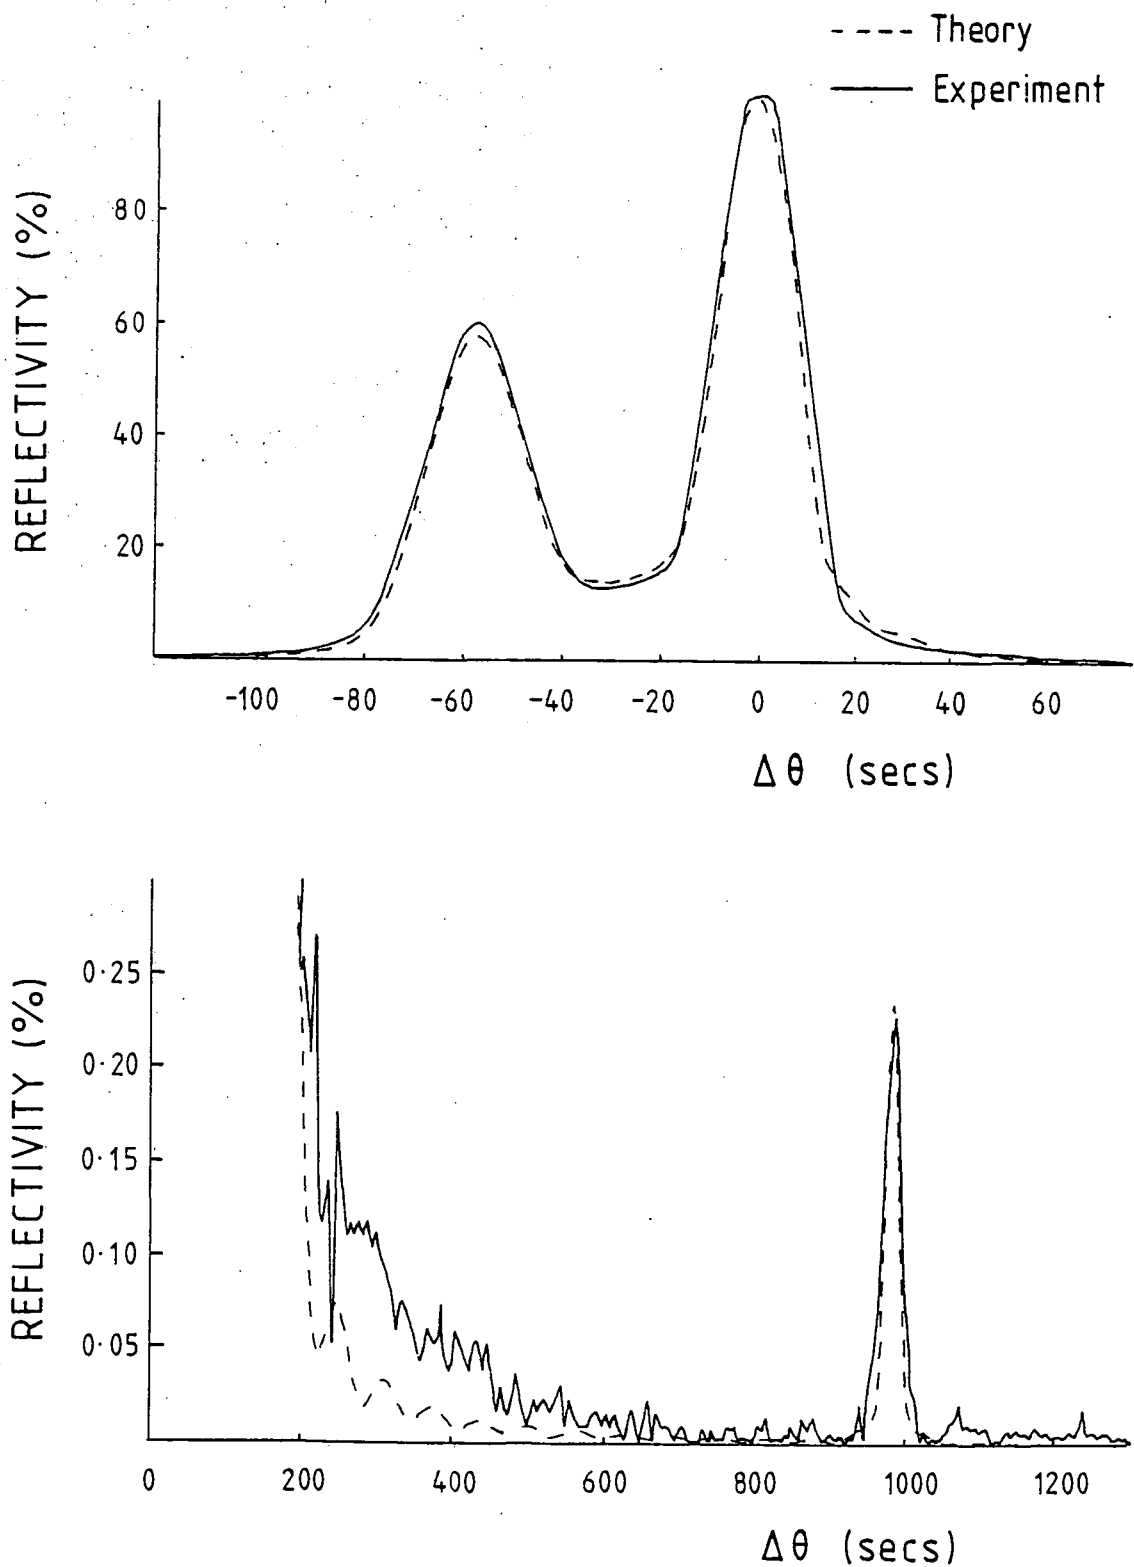 Theory
Experiment
REFLECTIVITY (%)
80
60
40
20
-100 -80 -60 -40 -20 0 20 40 60
Δθ (secs)
REFLECTIVITY (%)
0·25
0·20
0·15
0·10
0·05
0 200 400 600 800 1000 1200
Δθ (secs)